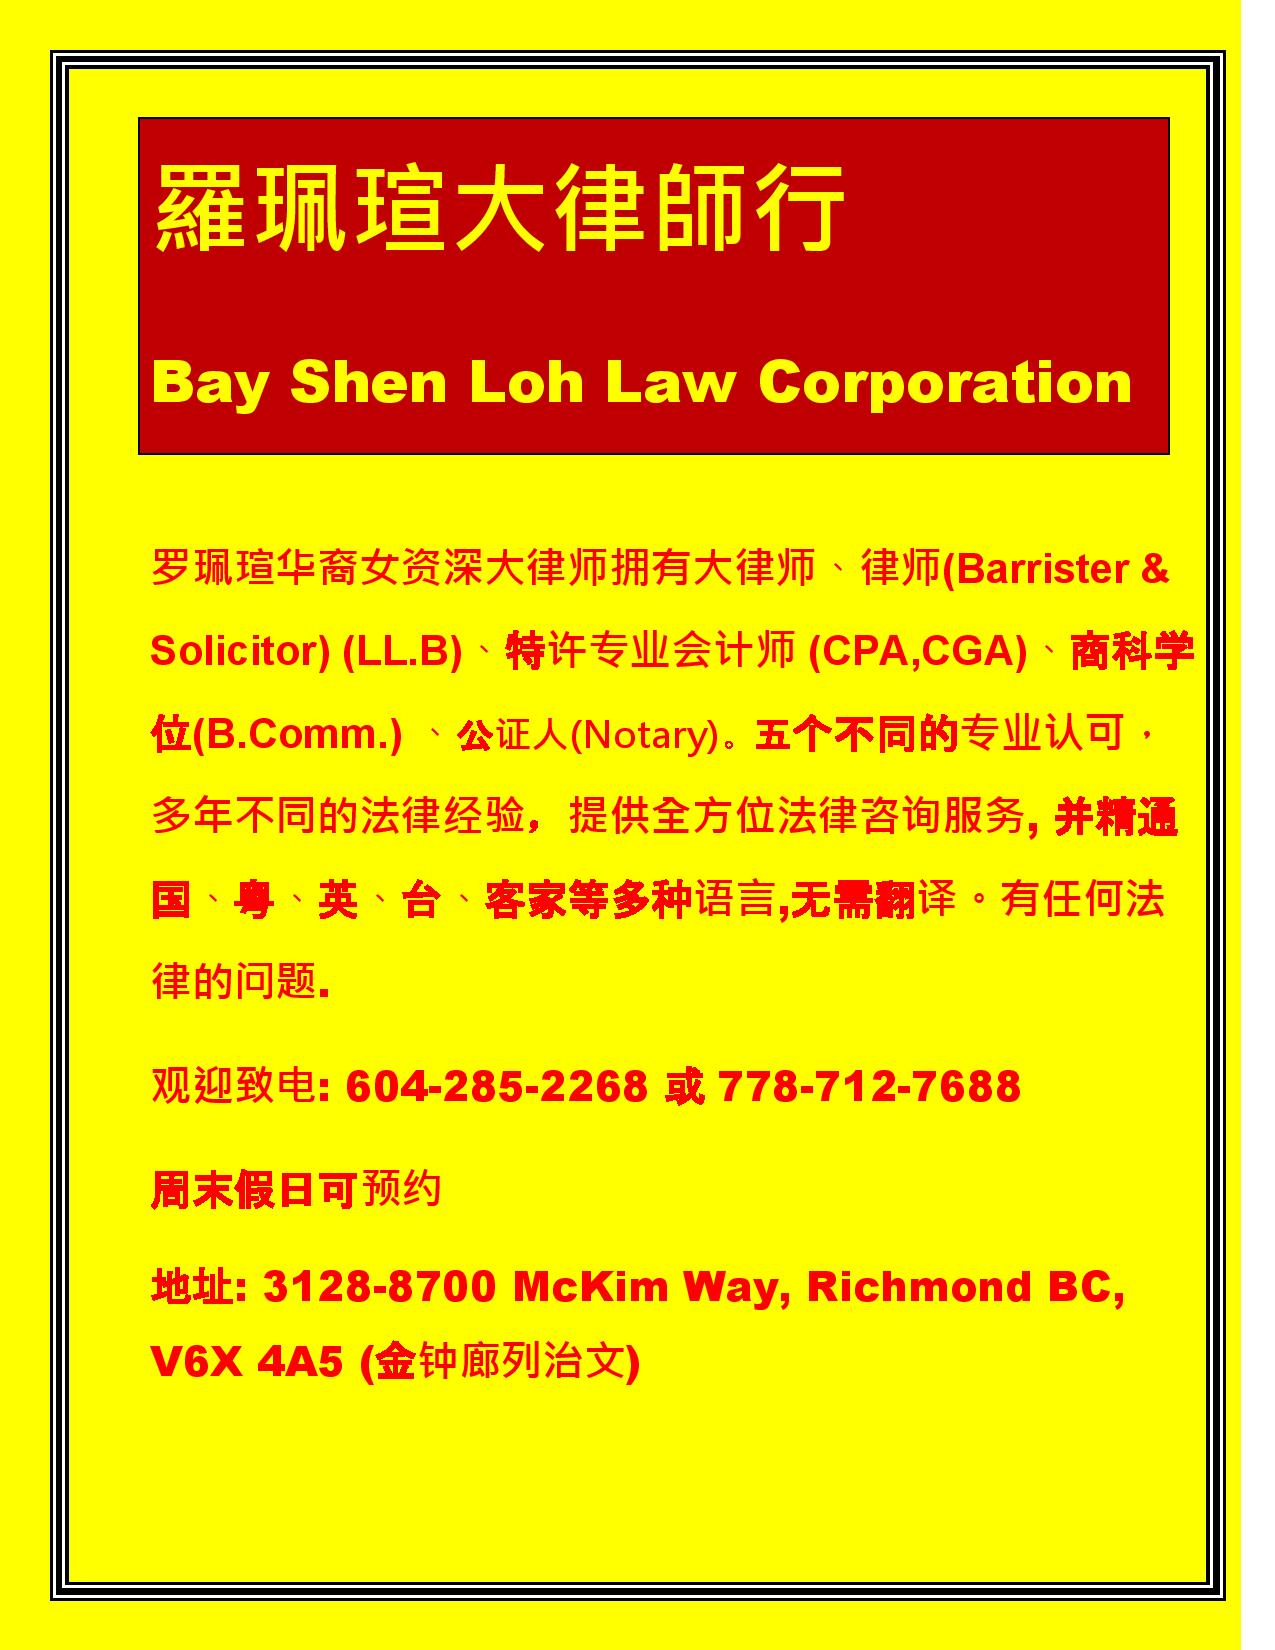 羅珮瑄大律師行
Bay Shen Loh Law Corporation
罗珮瑄华裔女资深大律师拥有大律师、律师(Barrister &
Solicitor) (LL.B)、特许专业会计师 (CPA,CGA)、商科学
位(B.Comm.) 、公证人(Notary)。五个不同的专业认可，
多年不同的法律经验，提供全方位法律咨询服务, 并精通
国、粤、英、台、客家等多种语言,无需翻译。有任何法
律的问题.
观迎致电: 604-285-2268 或 778-712-7688
周末假日可预约
地址: 3128-8700 McKim Way, Richmond BC,
V6X 4A5 (金钟廊列治文)